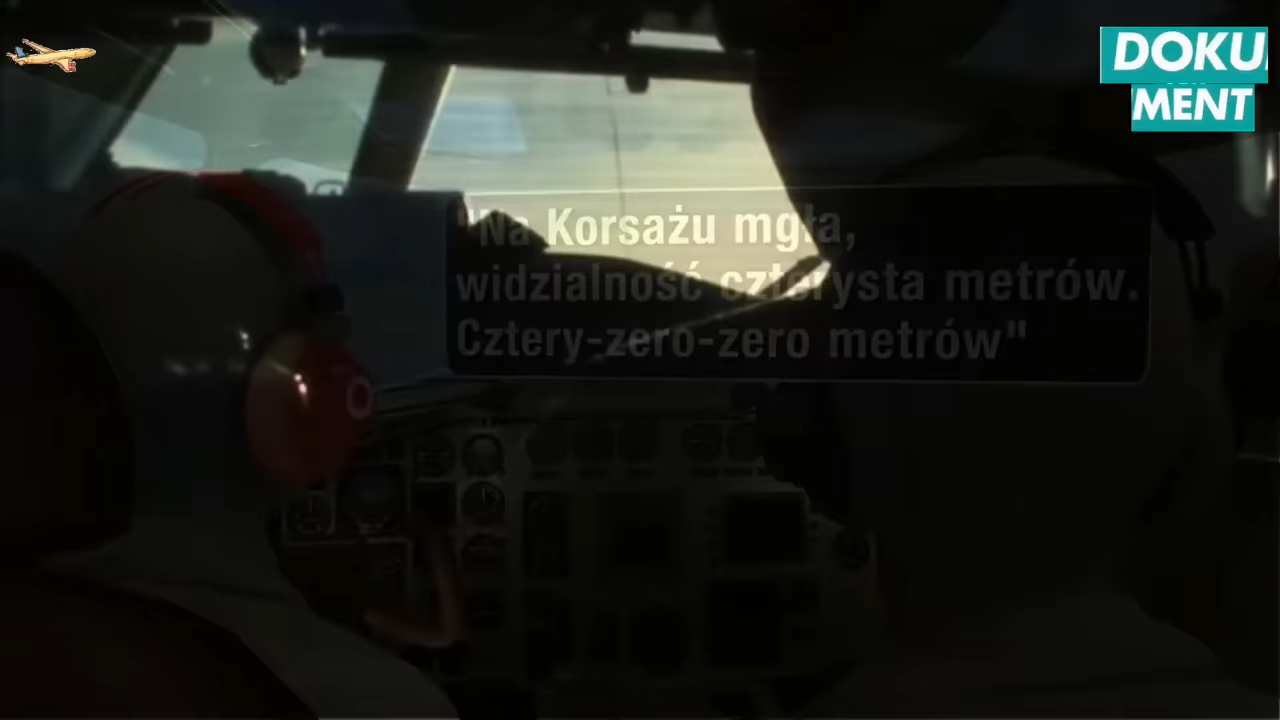 DOKU
MENT
"Na Korsażu mgła,
widzialność czterysta metrów.
Cztery-zero-zero metrów"